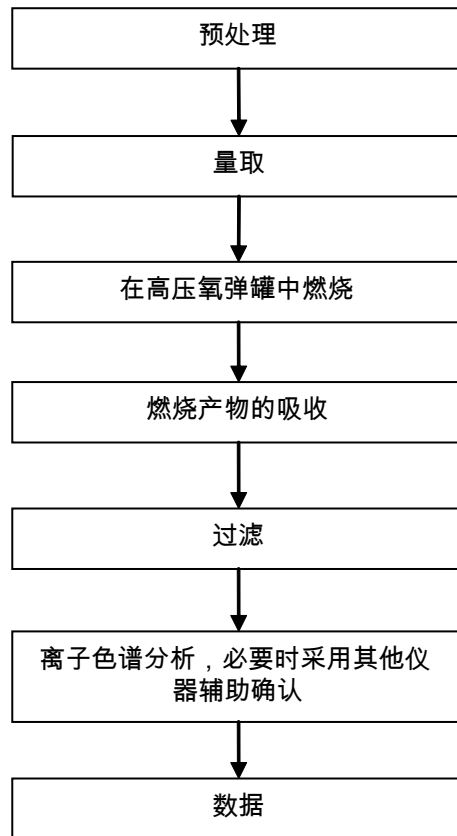 预处理
量取
在高压氧弹罐中燃烧
燃烧产物的吸收
过滤
离子色谱分析，必要时采用其他仪
器辅助确认
数据